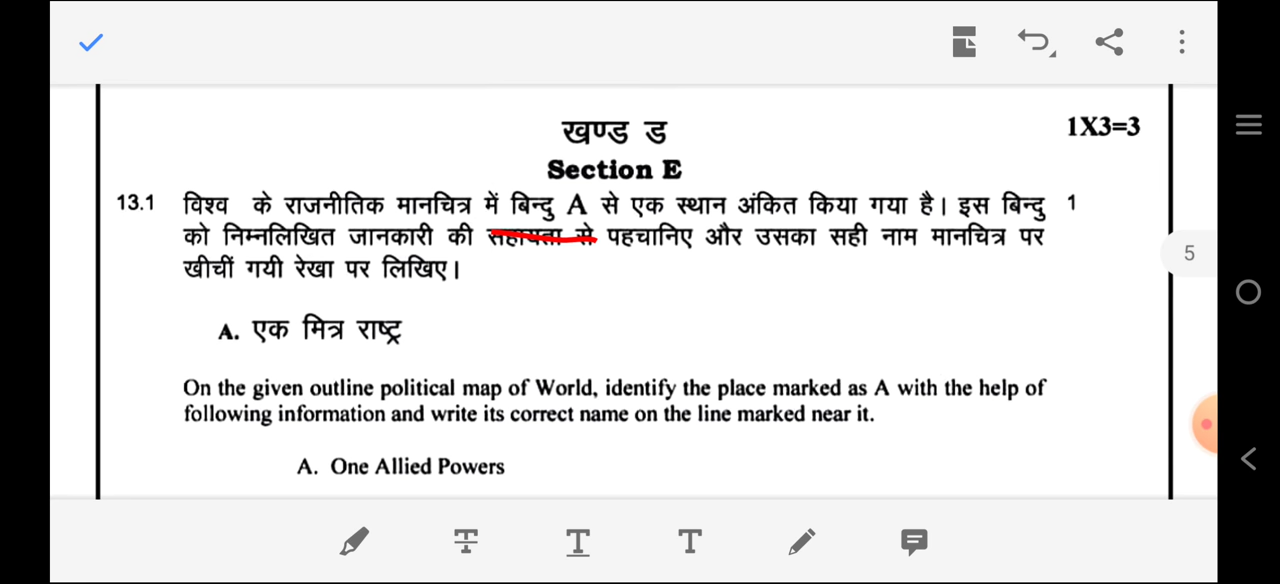 खण्ड ड
1X3=3
Section E
13.1 विश्व के राजनीतिक मानचित्र में बिन्दु A से एक स्थान अंकित किया गया है। इस बिन्दु 1
को निम्नलिखित जानकारी की सहायता से पहचानिए और उसका सही नाम मानचित्र पर
खीचीं गयी रेखा पर लिखिए।
5
A. एक मित्र राष्ट्र
On the given outline political map of World, identify the place marked as A with the help of
following information and write its correct name on the line marked near it.
A. One Allied Powers